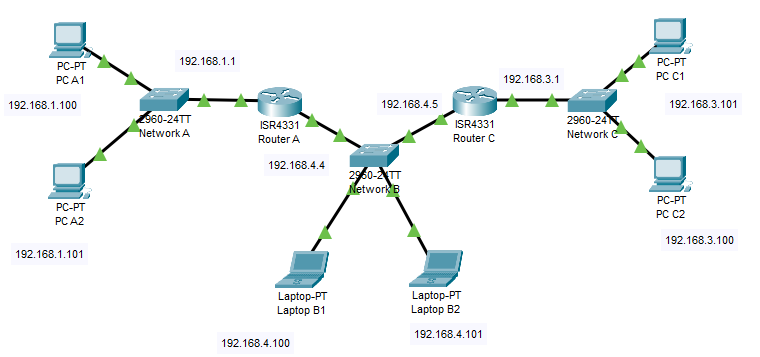 PC-PT
PC A1
192.168.1.100
192.168.1.1
2960-24TT
Network A
PC-PT
PC A2
192.168.1.101
ISR4331
Router A
192.168.4.4
192.168.4.5
2960-24TT
Network B
Laptop-PT
Laptop B1
192.168.4.100
Laptop-PT
Laptop B2
192.168.4.101
ISR4331
Router C
192.168.3.1
2960-24TT
Network C
PC-PT
PC C1
192.168.3.101
PC-PT
PC C2
192.168.3.100